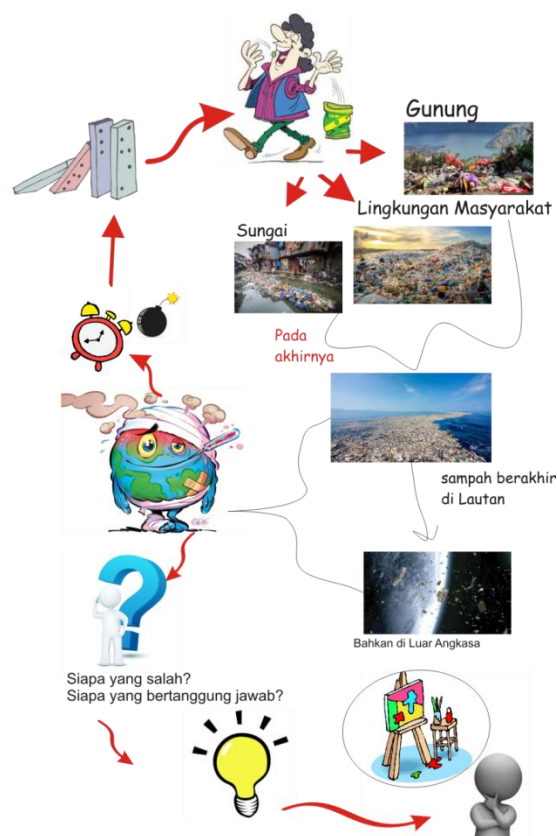 Gunung
Lingkungan Masyarakat
Sungai
Pada
akhirnya
sampah berakhir
di Lautan
Bahkan di Luar Angkasa
Siapa yang salah?
Siapa yang bertanggung jawab?